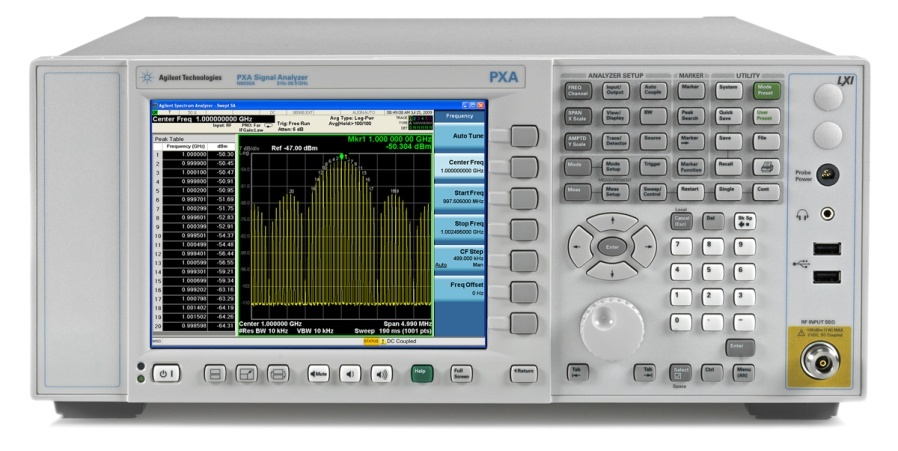 Agilent Technologies
PXA Signal Analyzer
PXA
LXI
Agilent Spectrum Analyzer - Swept SA
Center Freq 1.000000000 GHz
Input: RF
PNO: Far
IFGain:Low
Trig: Free Run
Atten: 6 dB
Avg Type: Log-Pwr
Avg|Hold:>100/100
Peak Table
Frequency (GHz) dBm
1 1.000000 -50.30
2 0.999900 -50.45
3 1.000100 -50.47
4 0.999800 -50.91
5 1.000200 -50.95
6 0.999701 -51.69
7 1.000299 -51.75
8 0.999601 -52.83
9 1.000399 -52.91
10 0.999501 -54.37
11 1.000499 -54.48
12 0.999401 -56.44
13 1.000599 -56.55
14 0.999301 -59.21
15 1.000699 -59.34
16 0.999202 -63.16
17 1.000798 -63.29
18 1.001402 -64.19
19 1.001502 -64.26
20 0.998598 -64.31
Mkr1 1.000 000 00 GHz
-50.304 dBm
Ref -47.00 dBm
Center 1.000000 GHz
Span 4.990 MHz
#Res BW 10 kHz
VBW 10 kHz
Sweep 190 ms (1001 pts)
MSG
STATUS
DC Coupled
Frequency
Auto Tune
Center Freq
1.000000000 GHz
Start Freq
997.505000 MHz
Stop Freq
1.002495000 GHz
CF Step
499.000 kHz
Auto Man
Freq Offset
0 Hz
Mute
Help
Full
Screen
Return
ANALYZER SETUP
MARKER
UTILITY
FREQ
Channel
Input/
Output
Auto
Couple
Marker
System
Mode
Preset
SPAN
X Scale
View/
Display
BW
Peak
Search
Quick
Save
User
Preset
AMPTD
Y Scale
Trace/
Detector
Source
Marker
Save
File
Mode
Mode
Setup
Trigger
Marker
Function
Recall
MEASUREMENT
Meas
Meas
Setup
Sweep/
Control
Restart
Single
Cont
Local
Cancel
(Esc)
Del
Bk Sp
Enter
7 8 9
4 5 6
1 2 3
0 . -
Enter
Tab
Tab
Select
Space
Ctrl
Menu
(Alt)
Probe
Power
RF INPUT 50Ω